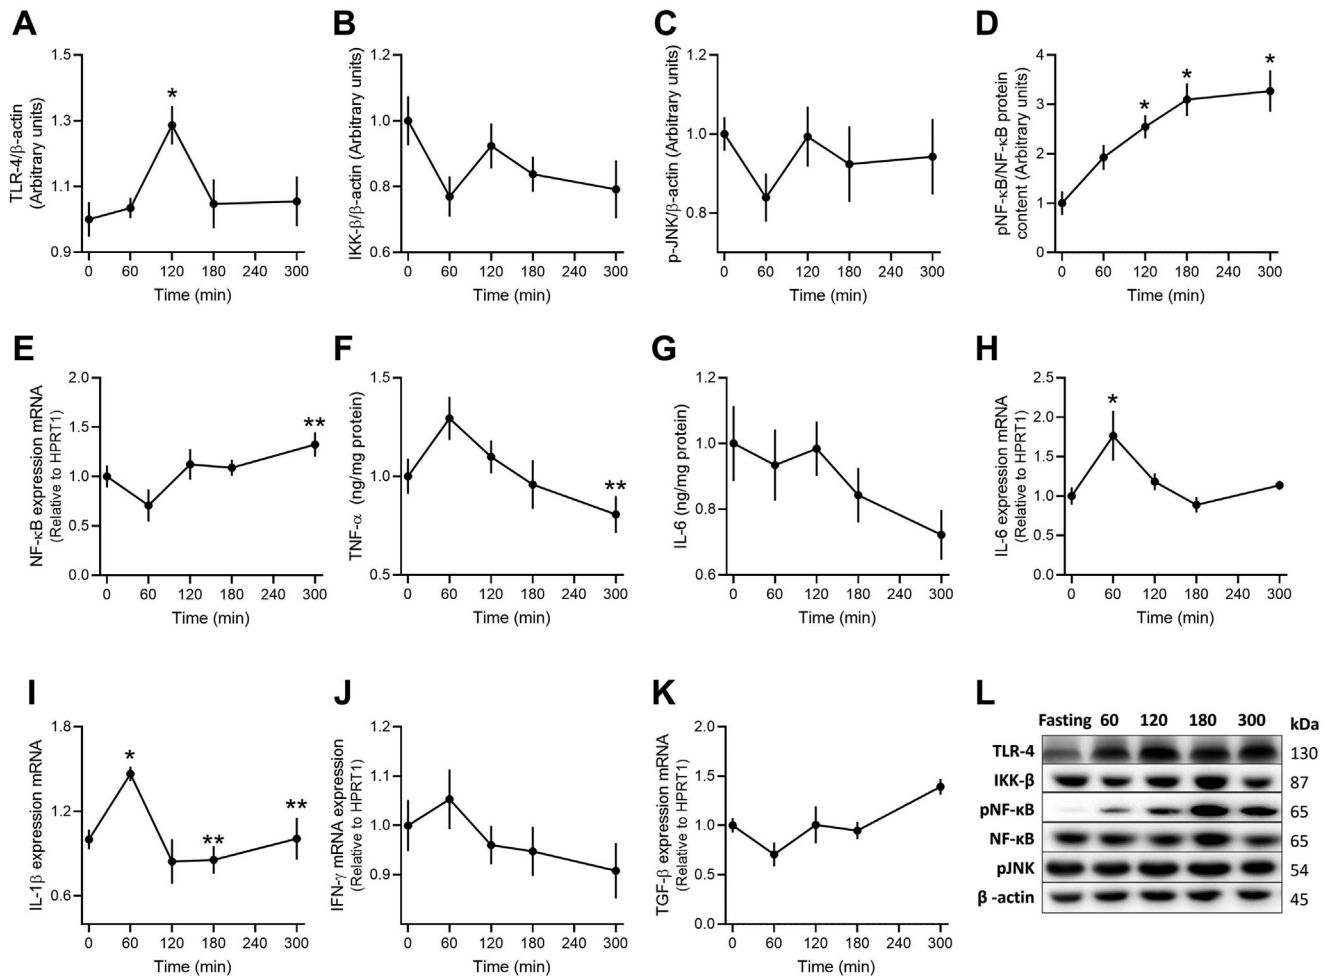 A
TLR-4/β-actin
(Arbitrary units)
1.5
1.3
1.1
0.9
*
0 60 120 180 240 300
Time (min)
B
IKK-β/β-actin (Arbitrary units)
1.2
1.0
0.8
0.6
0 60 120 180 240 300
Time (min)
C
p-JNK/β-actin (Arbitrary units)
1.2
1.0
0.8
0 60 120 180 240 300
Time (min)
D
pNF-κB/NF-κB protein
content (Arbitrary units)
4
3
2
1
0
* * *
0 60 120 180 240 300
Time (min)
E
NF-κB expression mRNA
(Relative to HPRT1)
2.0
1.5
1.0
0.5
0.0
**
0 60 120 180 240 300
Time (min)
F
TNF-α (ng/mg protein)
1.5
1.0
0.5
**
0 60 120 180 240 300
Time (min)
G
IL-6 (ng/mg protein)
1.2
1.0
0.8
0.6
0 60 120 180 240 300
Time (min)
H
IL-6 expression mRNA
(Relative to HPRT1)
2.5
2.0
1.5
1.0
0.5
0.0
*
0 60 120 180 240 300
Time (min)
I
IL-1β expression mRNA
1.8
1.2
0.6
* ** **
0 60 120 180 240 300
Time (min)
J
IFN-γ mRNA expression
(Relative to HPRT1)
1.2
1.1
1.0
0.9
0 60 120 180 240 300
Time (min)
K
TGF-β expression mRNA
(Relative to HPRT1)
2.0
1.5
1.0
0.5
0.0
0 60 120 180 240 300
Time (min)
L
Fasting 60 120 180 300 kDa
TLR-4 130
IKK-β 87
pNF-κB 65
NF-κB 65
pJNK 54
β -actin 45